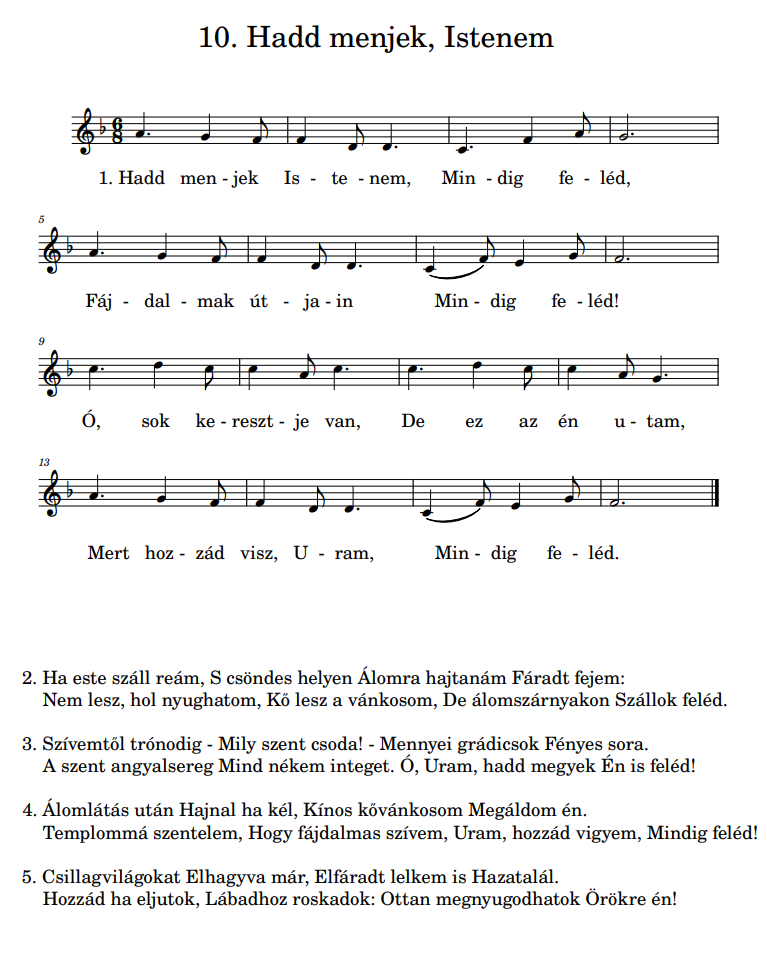 10. Hadd menjek, Istenem
6
8
1. Hadd men - jek Is - te - nem, Min - dig fe - léd,
5
Fáj - dal - mak út - ja - in Min - dig fe - léd!
9
Ó, sok ke - reszt - je van, De ez az én u - tam,
13
Mert hoz - zád visz, U - ram, Min - dig fe - léd.
2. Ha este száll reám, S csöndes helyen Álomra hajtanám Fáradt fejem:
Nem lesz, hol nyughatom, Kő lesz a vánkosom, De álomszárnyakon Szállok feléd.
3. Szívemtől trónodig - Mily szent csoda! - Mennyei grádicsok Fényes sora.
A szent angyalsereg Mind nékem integet. Ó, Uram, hadd megyek Én is feléd!
4. Álomlátás után Hajnal ha kél, Kínos kővánkosom Megáldom én.
Templommá szentelem, Hogy fájdalmas szívem, Uram, hozzád vigyem, Mindig feléd!
5. Csillagvilágokat Elhagyva már, Elfáradt lelkem is Hazatalál.
Hozzád ha eljutok, Lábadhoz roskadok: Ottan megnyugodhatok Örökre én!